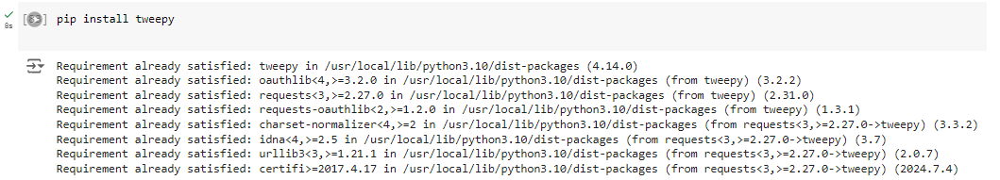 pip install tweepy
8s
Requirement already satisfied: tweepy in /usr/local/lib/python3.10/dist-packages (4.14.0)
Requirement already satisfied: oauthlib<4,>=3.2.0 in /usr/local/lib/python3.10/dist-packages (from tweepy) (3.2.2)
Requirement already satisfied: requests<3,>=2.27.0 in /usr/local/lib/python3.10/dist-packages (from tweepy) (2.31.0)
Requirement already satisfied: requests-oauthlib<2,>=1.2.0 in /usr/local/lib/python3.10/dist-packages (from tweepy) (1.3.1)
Requirement already satisfied: charset-normalizer<4,>=2 in /usr/local/lib/python3.10/dist-packages (from requests<3,>=2.27.0->tweepy) (3.3.2)
Requirement already satisfied: idna<4,>=2.5 in /usr/local/lib/python3.10/dist-packages (from requests<3,>=2.27.0->tweepy) (3.7)
Requirement already satisfied: urllib3<3,>=1.21.1 in /usr/local/lib/python3.10/dist-packages (from requests<3,>=2.27.0->tweepy) (2.0.7)
Requirement already satisfied: certifi>=2017.4.17 in /usr/local/lib/python3.10/dist-packages (from requests<3,>=2.27.0->tweepy) (2024.7.4)